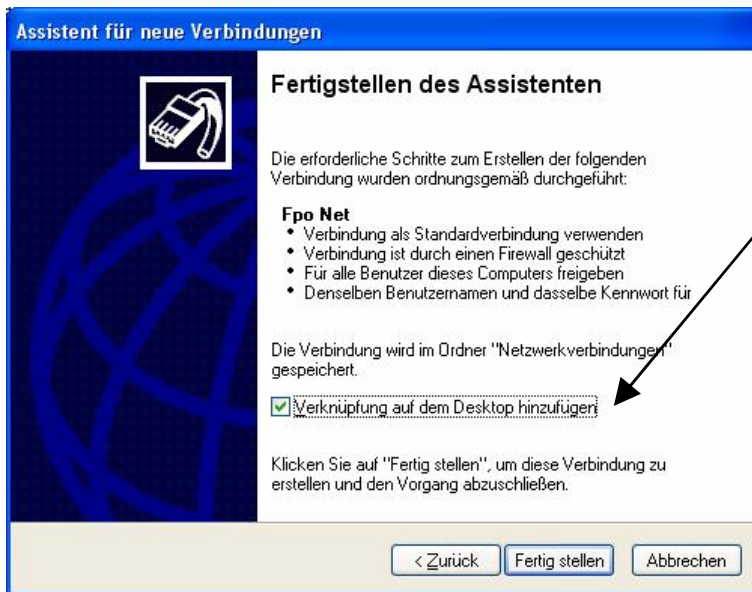 Assistent für neue Verbindungen
Fertigstellen des Assistenten
Die erforderliche Schritte zum Erstellen der folgenden
Verbindung wurden ordnungsgemäß durchgeführt:
Fpo Net
• Verbindung als Standardverbindung verwenden
• Verbindung ist durch einen Firewall geschützt
• Für alle Benutzer dieses Computers freigeben
• Denselben Benutzernamen und dasselbe Kennwort für
Die Verbindung wird im Ordner "Netzwerkverbindungen"
gespeichert.
Verknüpfung auf dem Desktop hinzufügen
Klicken Sie auf "Fertig stellen", um diese Verbindung zu
erstellen und den Vorgang abzuschließen.
< Zurück Fertig stellen Abbrechen